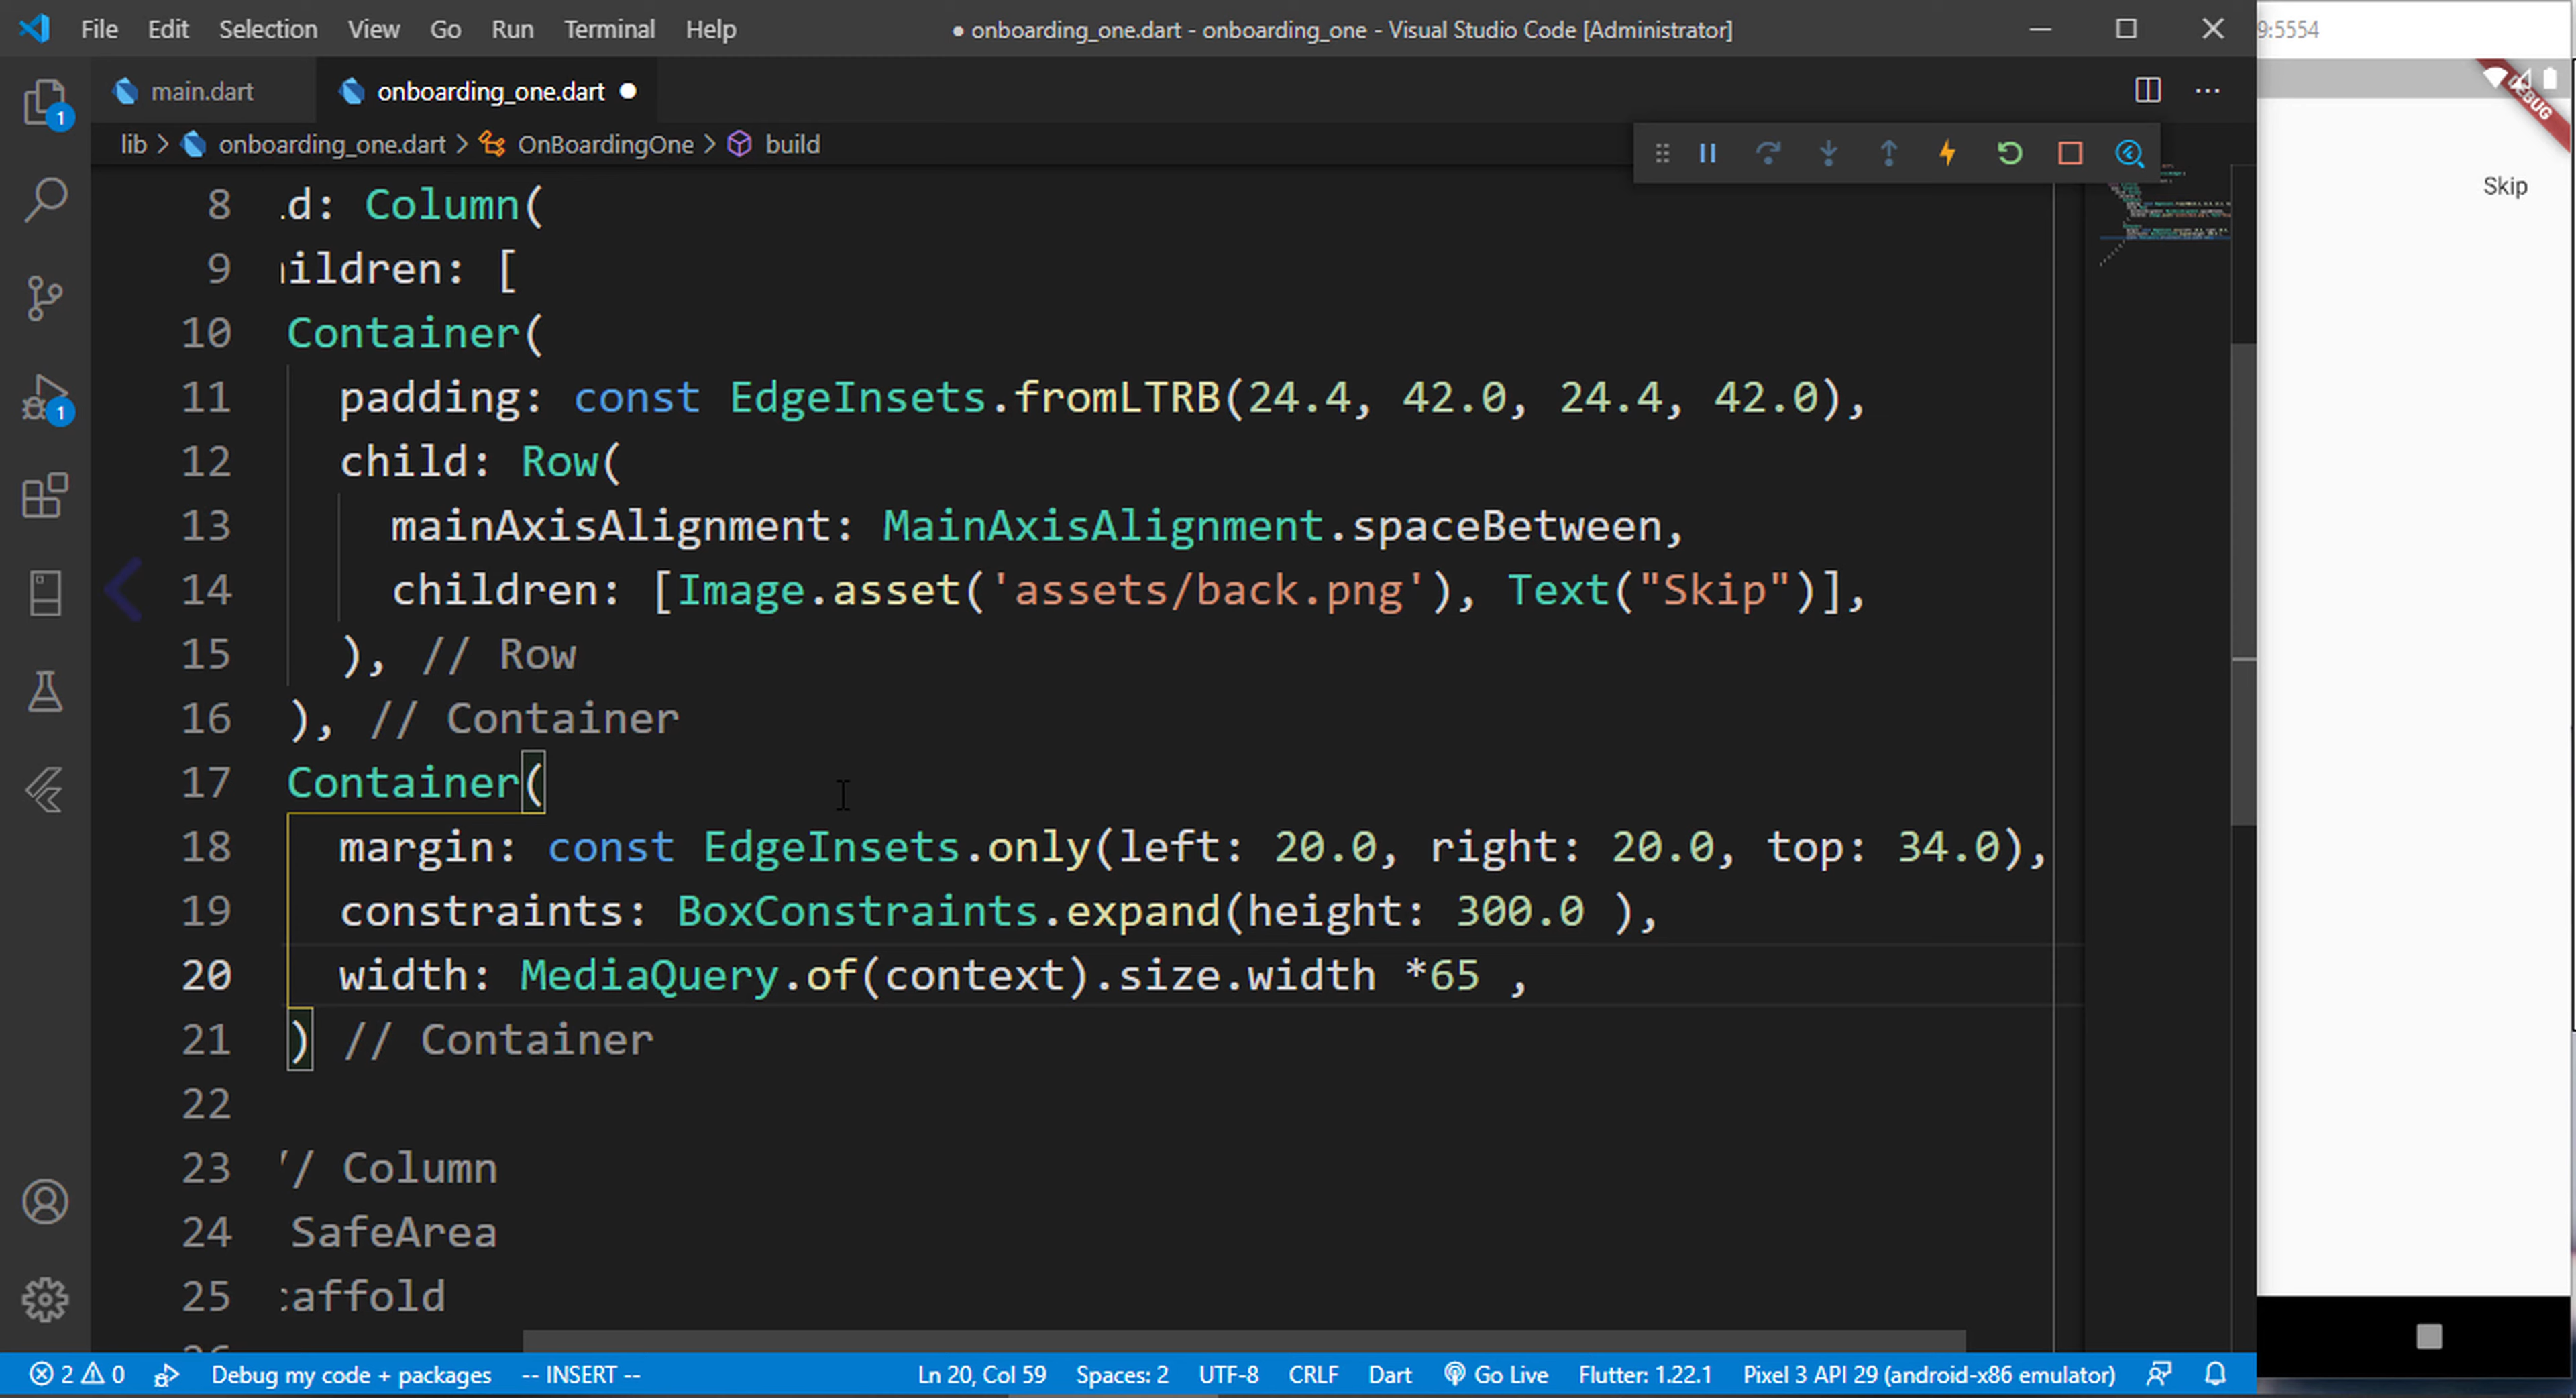 File Edit Selection View Go Run Terminal Help
● onboarding_one.dart - onboarding_one - Visual Studio Code [Administrator]
9:5554
main.dart
onboarding_one.dart
lib > onboarding_one.dart > OnBoardingOne > build
DEBUG
Skip
8 .d: Column(
9 ildren: [
10 Container(
11 padding: const EdgeInsets.fromLTRB(24.4, 42.0, 24.4, 42.0),
12 child: Row(
13 mainAxisAlignment: MainAxisAlignment.spaceBetween,
14 children: [Image.asset('assets/back.png'), Text("Skip")],
15 ), // Row
16 ), // Container
17 Container(
18 margin: const EdgeInsets.only(left: 20.0, right: 20.0, top: 34.0),
19 constraints: BoxConstraints.expand(height: 300.0 ),
20 width: MediaQuery.of(context).size.width *65 ,
21 ) // Container
22
23 // Column
24 SafeArea
25 caffold
1
1
2 0 Debug my code + packages -- INSERT -- Ln 20, Col 59 Spaces: 2 UTF-8 CRLF Dart Go Live Flutter: 1.22.1 Pixel 3 API 29 (android-x86 emulator)